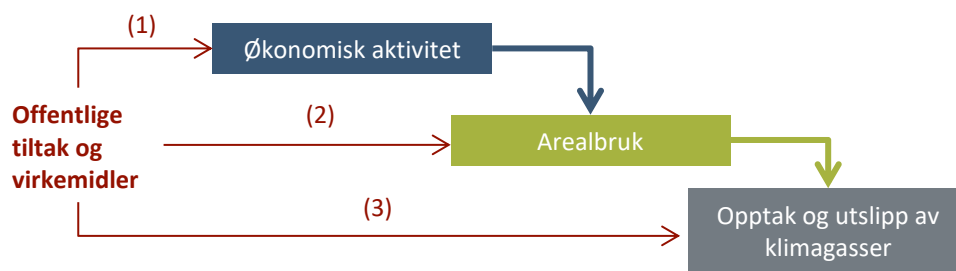 (1)
Økonomisk aktivitet
Offentlige
tiltak og
virkemidler
(2)
Arealbruk
(3)
Opptak og utslipp av
klimagasser